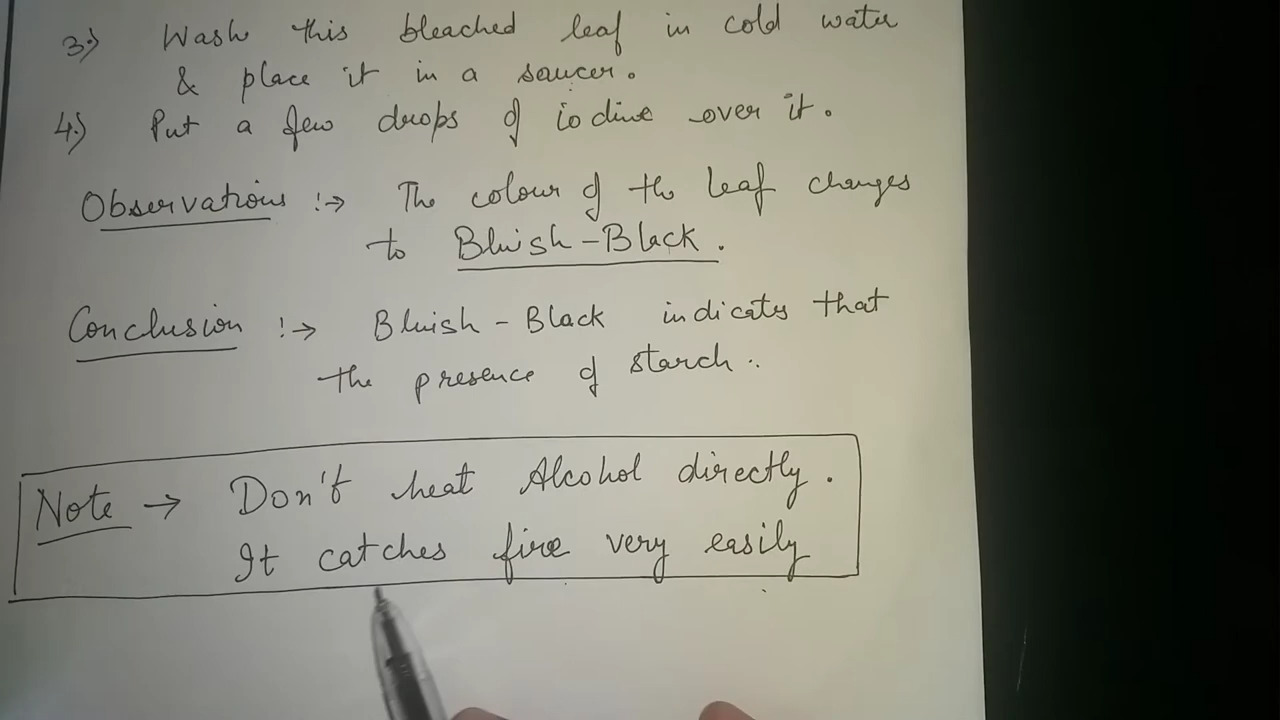 3.) Wash this bleached leaf in cold water
& place it in a saucer.
4.) Put a few drops of iodine over it.
Observations :→ The colour of the leaf changes
to Bluish-Black.
Conclusion :→ Bluish-Black indicates that
the presence of starch..
Note → Don't heat Alcohol directly.
It catches fire very easily